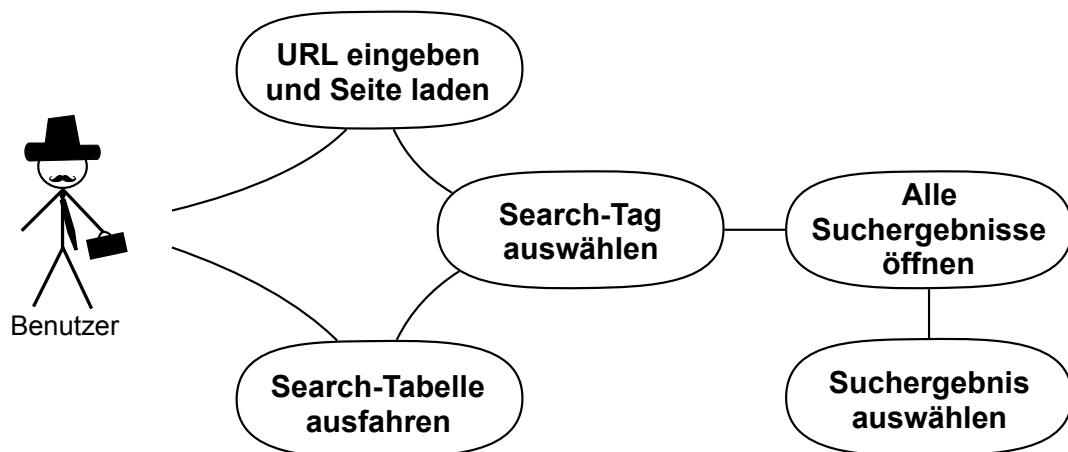 URL eingeben
und Seite laden
Benutzer
Search-Tag
auswählen
Alle
Suchergebnisse
öffnen
Search-Tabelle
ausfahren
Suchergebnis
auswählen